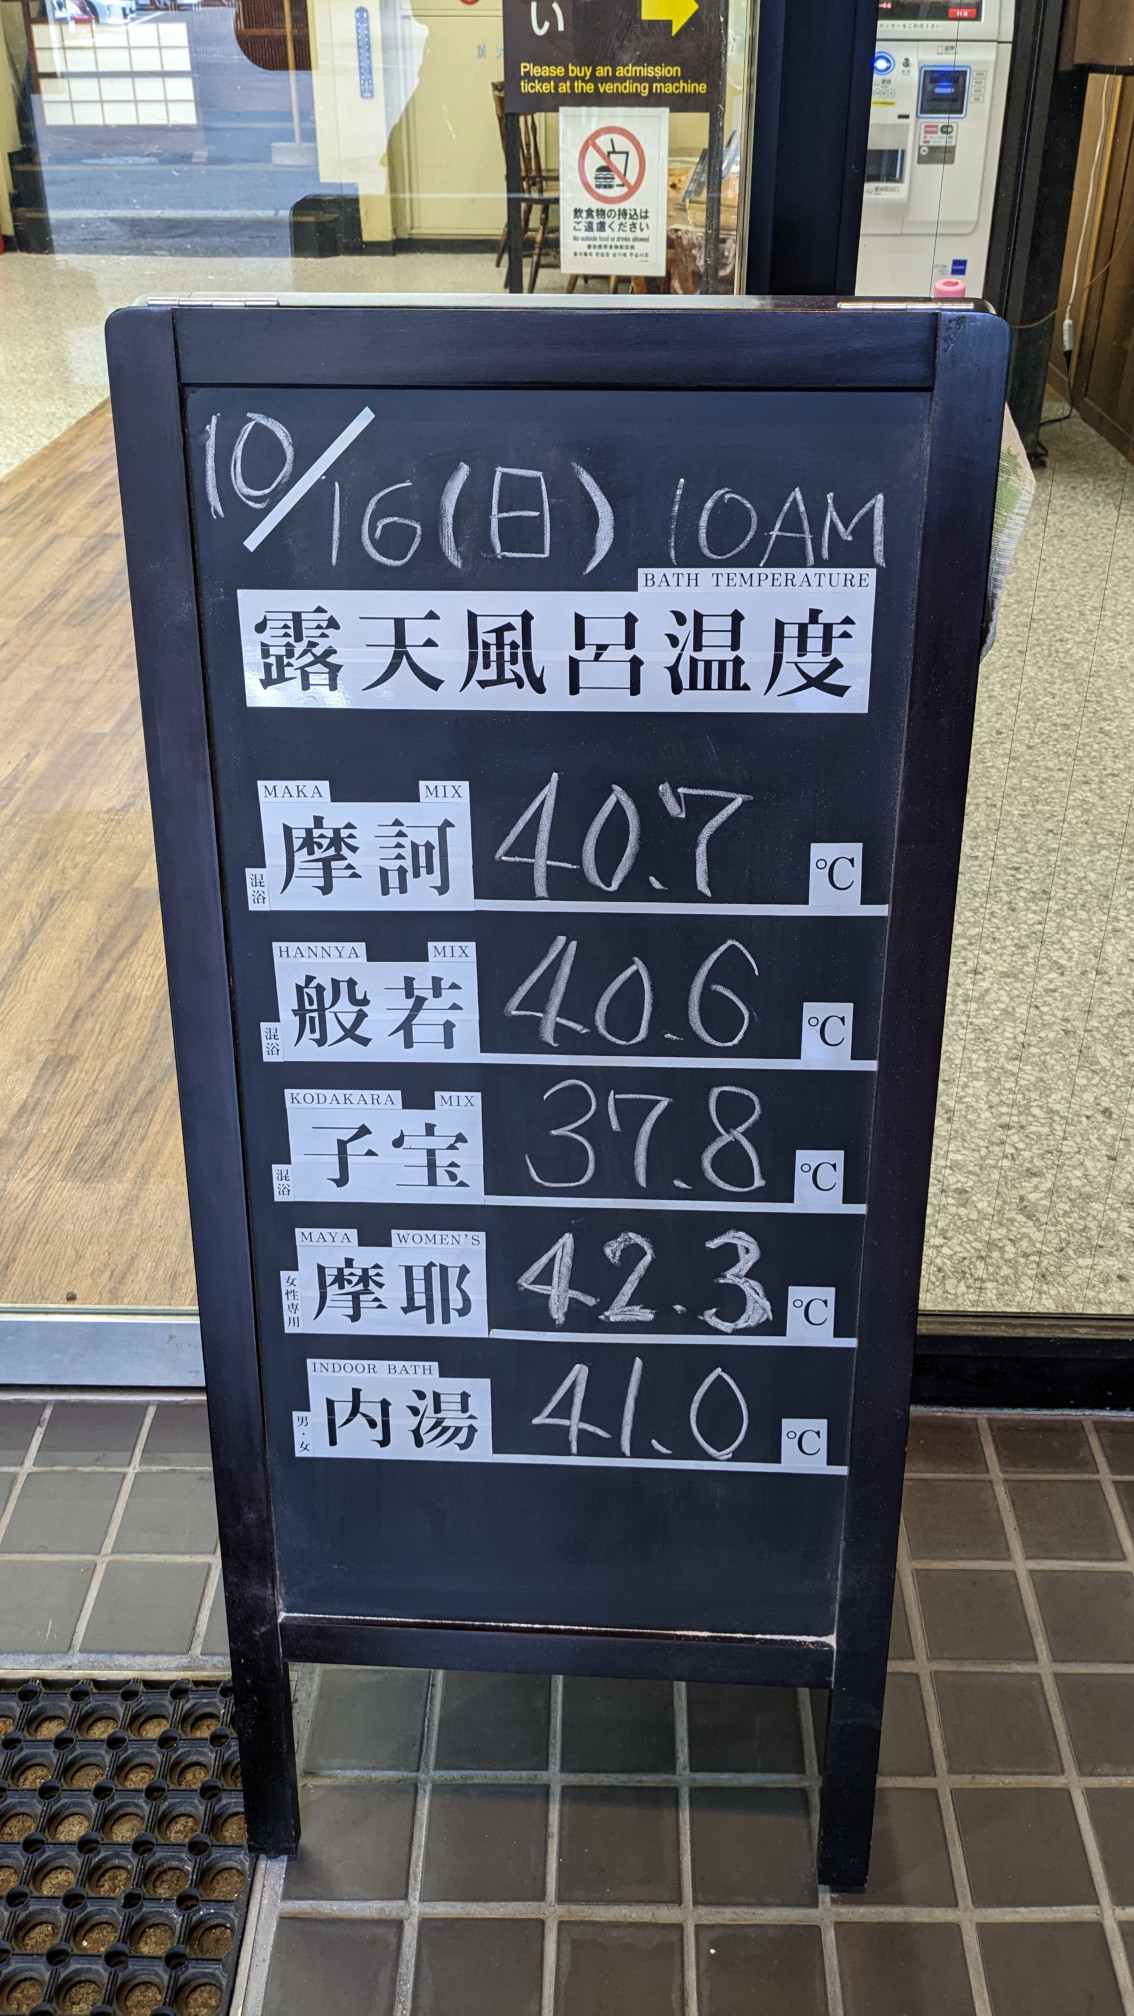 い
Please buy an admission
ticket at the vending machine
飲食物の持込は
ご遠慮ください
No outside food or drinks allowed
10/16(日) 10AM
BATH TEMPERATURE
露天風呂温度
MAKA MIX
摩訶 40.7 ℃
混浴
HANNYA MIX
般若 40.6 ℃
混浴
KODAKARA MIX
子宝 37.8 ℃
混浴
MAYA WOMEN'S
摩耶 42.3 ℃
女性専用
INDOOR BATH
内湯 41.0 ℃
男・女